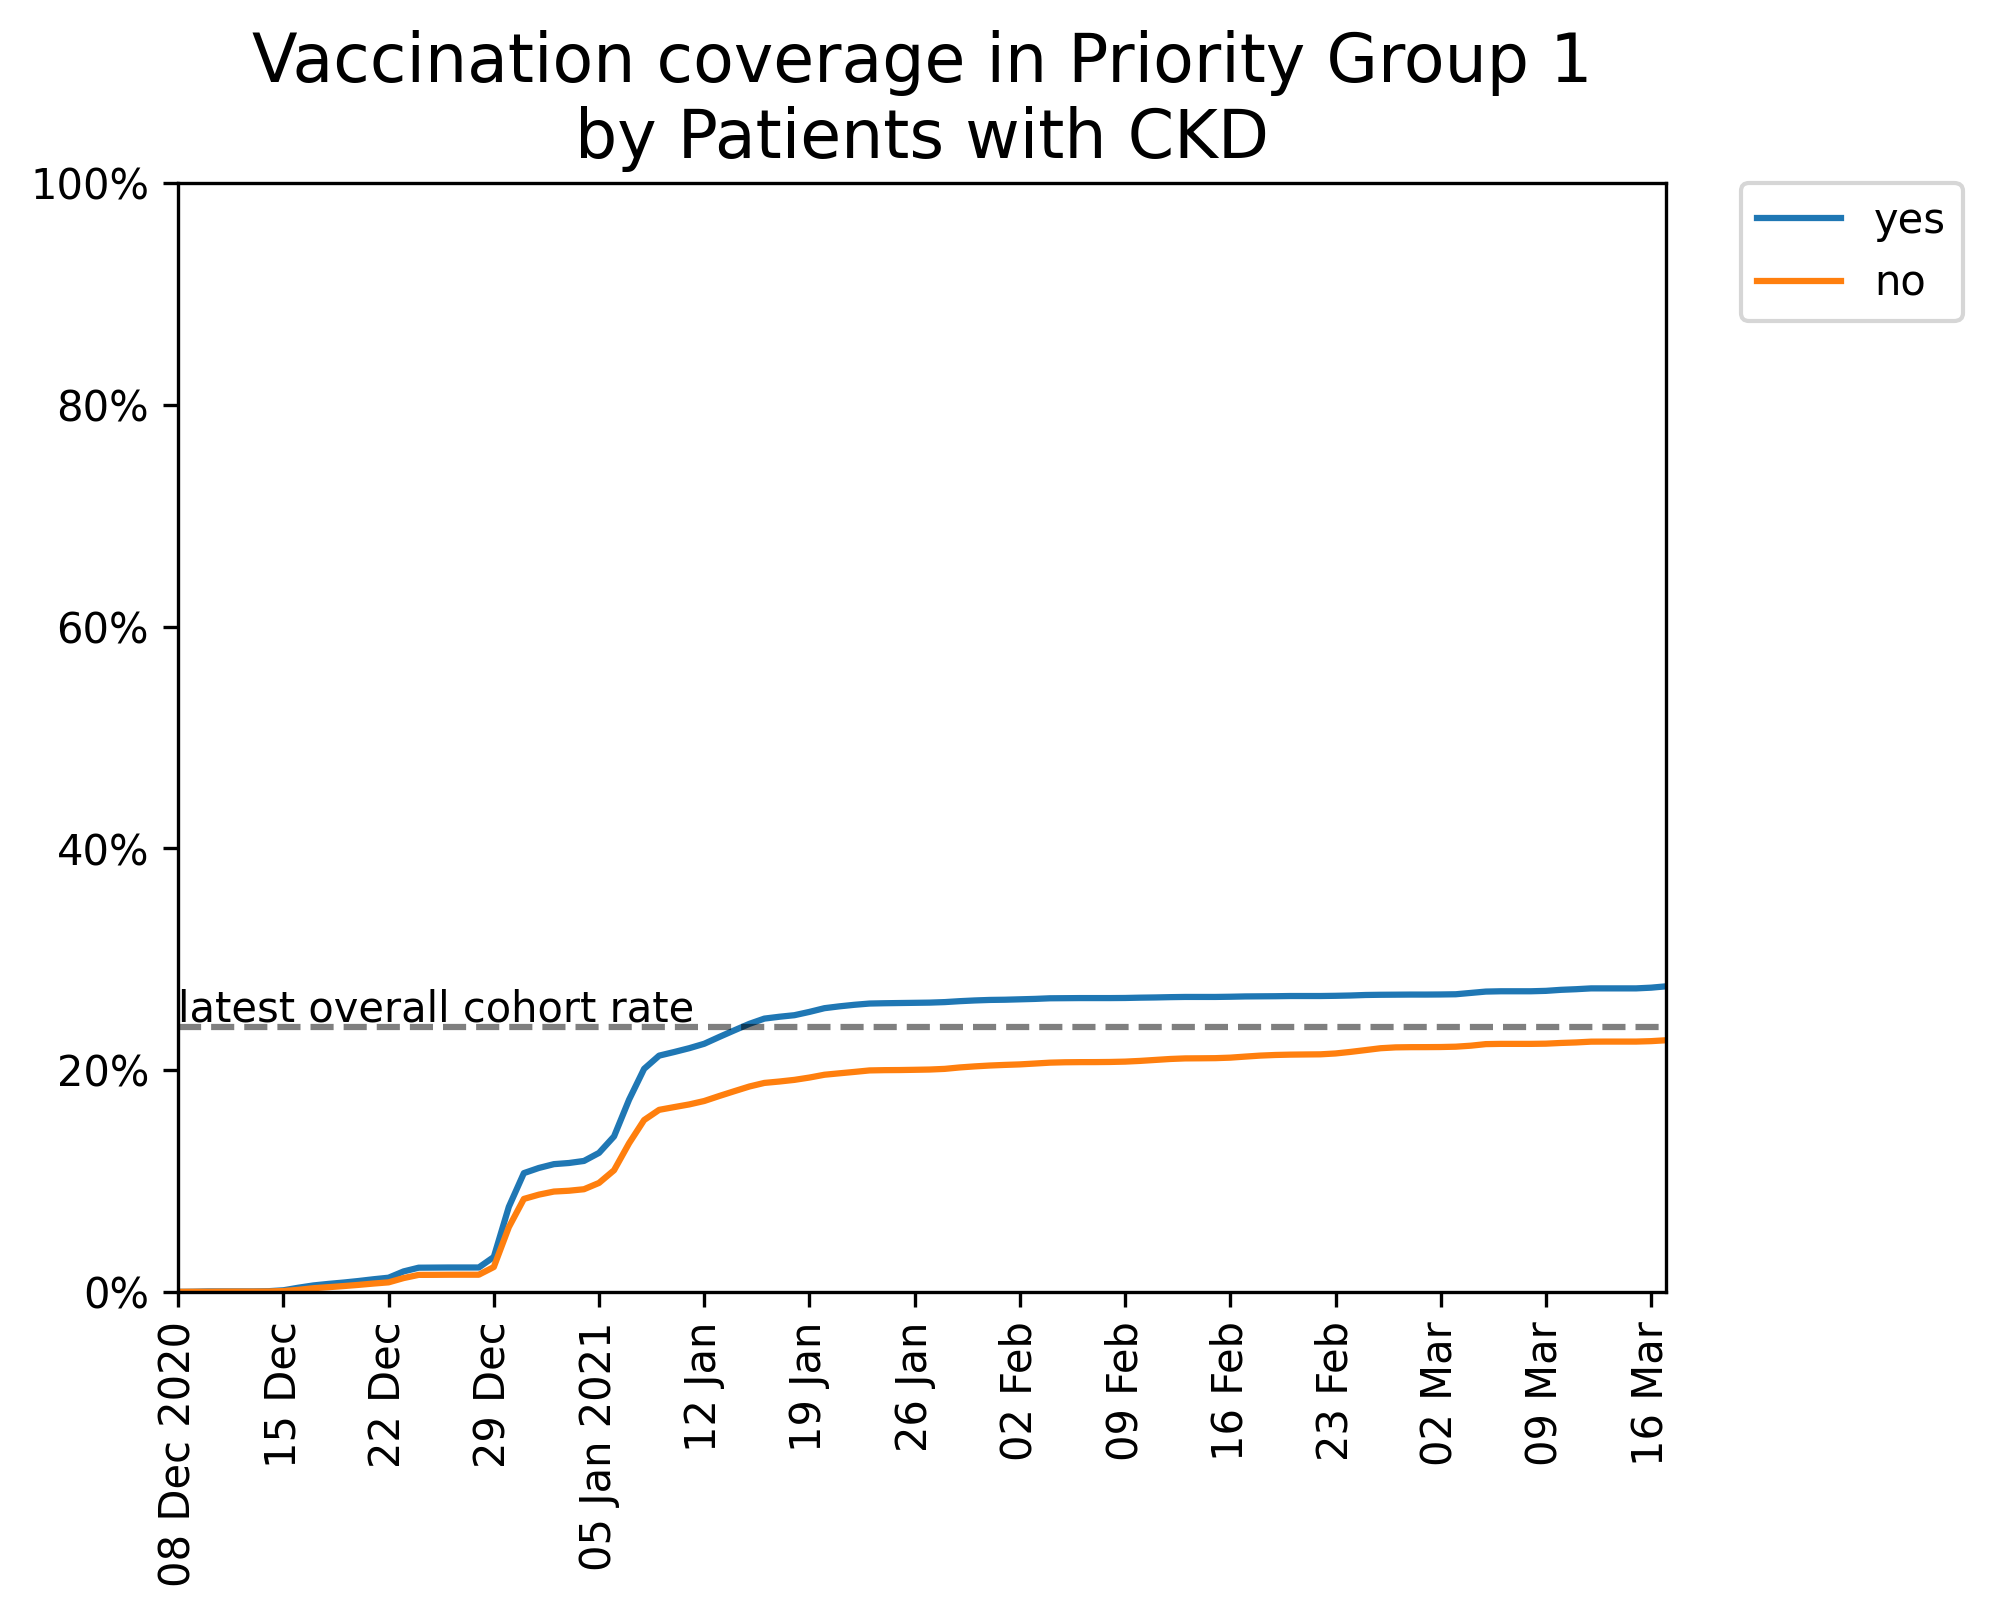 Vaccination coverage in Priority Group 1
by Patients with CKD
100%
80%
60%
40%
20%
0%
latest overall cohort rate
yes
no
08 Dec 2020
15 Dec
22 Dec
29 Dec
05 Jan 2021
12 Jan
19 Jan
26 Jan
02 Feb
09 Feb
16 Feb
23 Feb
02 Mar
09 Mar
16 Mar